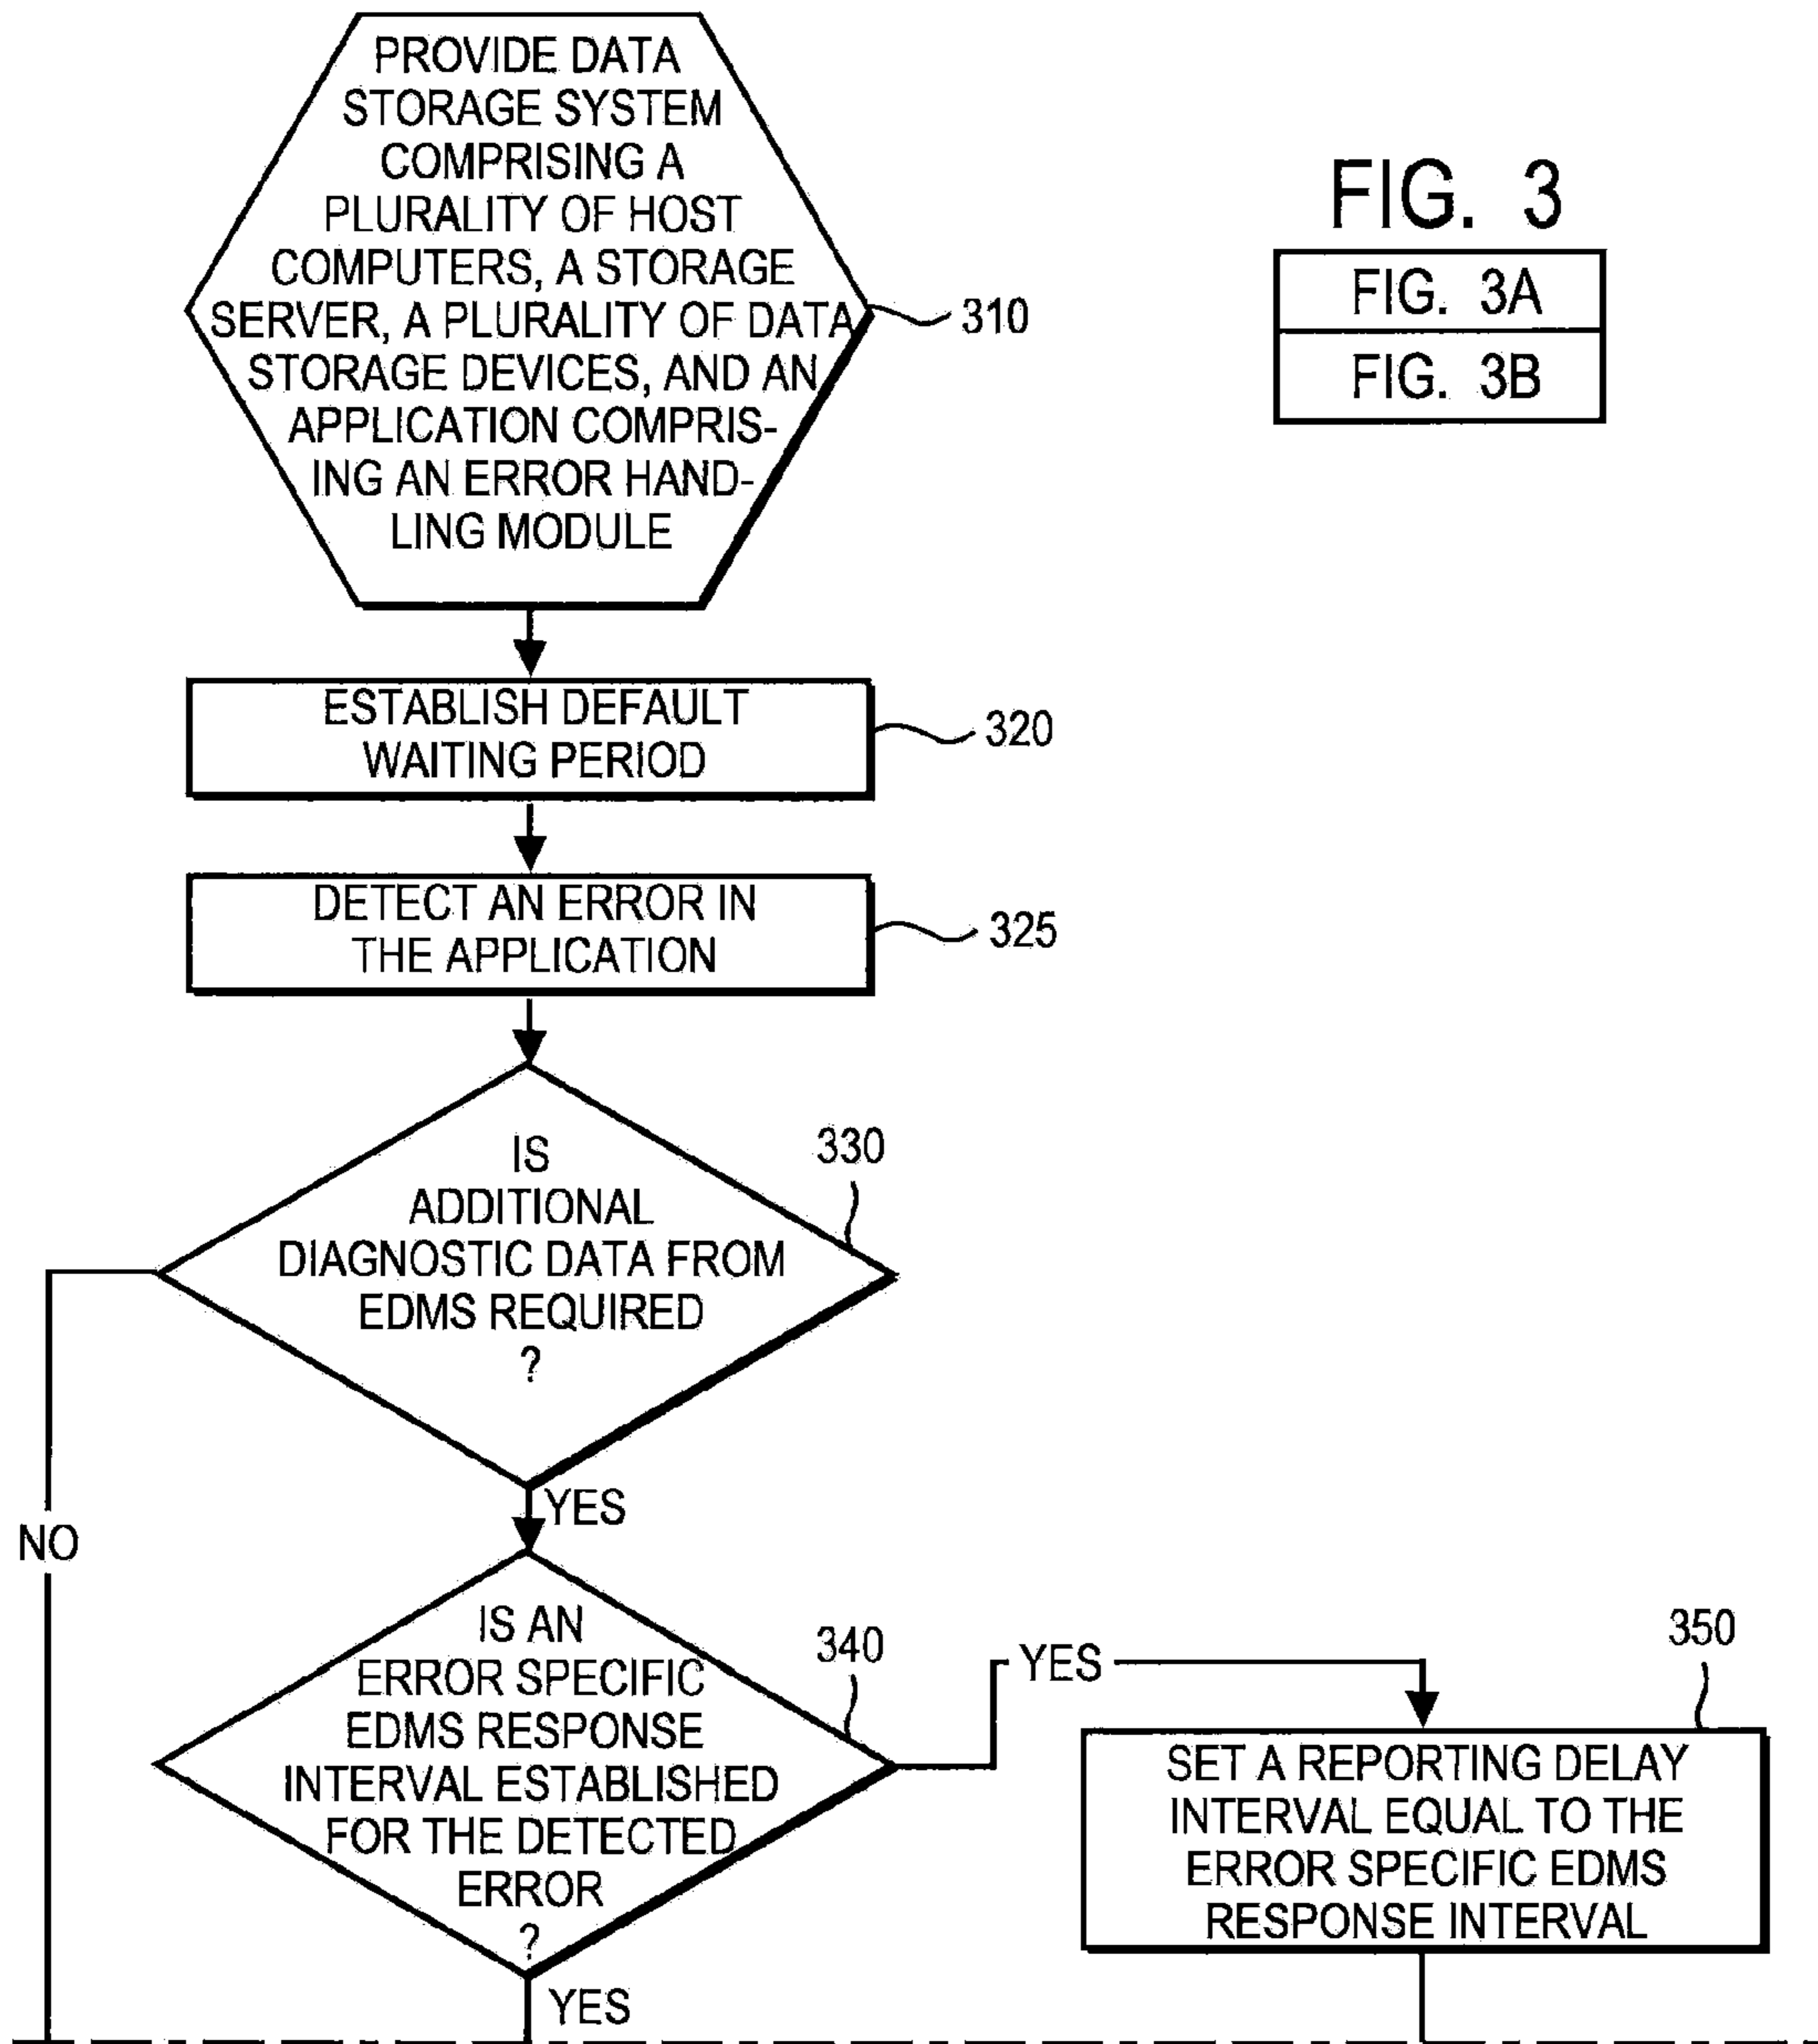 PROVIDE DATA
STORAGE SYSTEM
COMPRISING A
PLURALITY OF HOST
COMPUTERS, A STORAGE
SERVER, A PLURALITY OF DATA
STORAGE DEVICES, AND AN
APPLICATION COMPRIS-
ING AN ERROR HAND-
LING MODULE
310
FIG. 3
FIG. 3A
FIG. 3B
ESTABLISH DEFAULT
WAITING PERIOD
320
DETECT AN ERROR IN
THE APPLICATION
325
IS
ADDITIONAL
DIAGNOSTIC DATA FROM
EDMS REQUIRED
?
330
YES
NO
IS AN
ERROR SPECIFIC
EDMS RESPONSE
INTERVAL ESTABLISHED
FOR THE DETECTED
ERROR
?
340
YES
350
SET A REPORTING DELAY
INTERVAL EQUAL TO THE
ERROR SPECIFIC EDMS
RESPONSE INTERVAL
YES